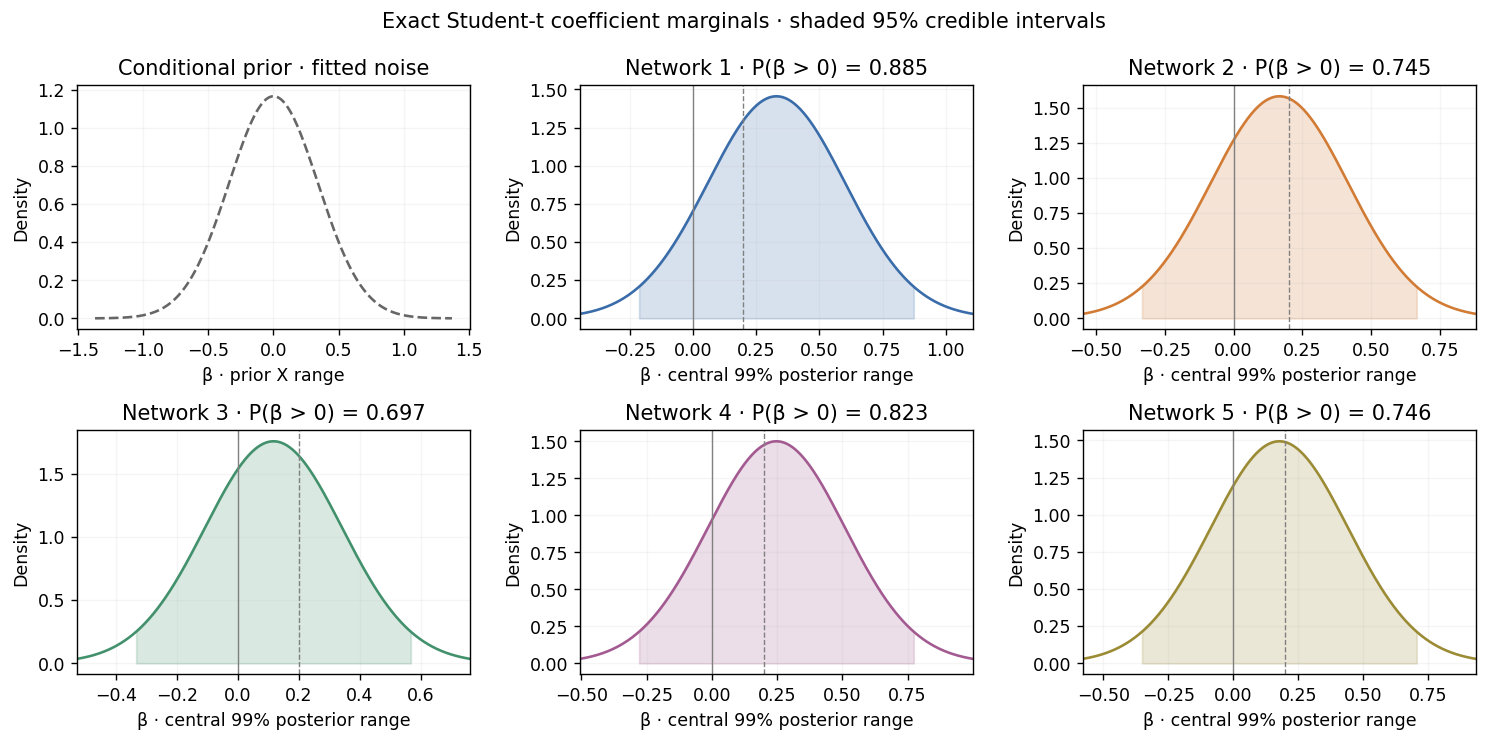 Exact Student-t coefficient marginals · shaded 95% credible intervals
Conditional prior · fitted noise
Density
1.2
1.0
0.8
0.6
0.4
0.2
0.0
−1.5 −1.0 −0.5 0.0 0.5 1.0 1.5
β · prior X range
Network 1 · P(β > 0) = 0.885
Density
1.50
1.25
1.00
0.75
0.50
0.25
0.00
−0.25 0.00 0.25 0.50 0.75 1.00
β · central 99% posterior range
Network 2 · P(β > 0) = 0.745
Density
1.50
1.25
1.00
0.75
0.50
0.25
0.00
−0.50 −0.25 0.00 0.25 0.50 0.75
β · central 99% posterior range
Network 3 · P(β > 0) = 0.697
Density
1.5
1.0
0.5
0.0
−0.4 −0.2 0.0 0.2 0.4 0.6
β · central 99% posterior range
Network 4 · P(β > 0) = 0.823
Density
1.50
1.25
1.00
0.75
0.50
0.25
0.00
−0.50 −0.25 0.00 0.25 0.50 0.75
β · central 99% posterior range
Network 5 · P(β > 0) = 0.746
Density
1.50
1.25
1.00
0.75
0.50
0.25
0.00
−0.50 −0.25 0.00 0.25 0.50 0.75
β · central 99% posterior range